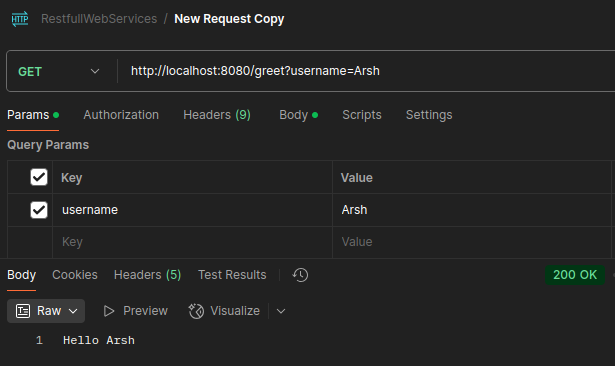 HTTP RestfullWebServices / New Request Copy
GET http://localhost:8080/greet?username=Arsh
Params Authorization Headers (9) Body Scripts Settings
Query Params
Key Value
username Arsh
Key Value
Body Cookies Headers (5) Test Results 200 OK
Raw Preview Visualize
1 Hello Arsh